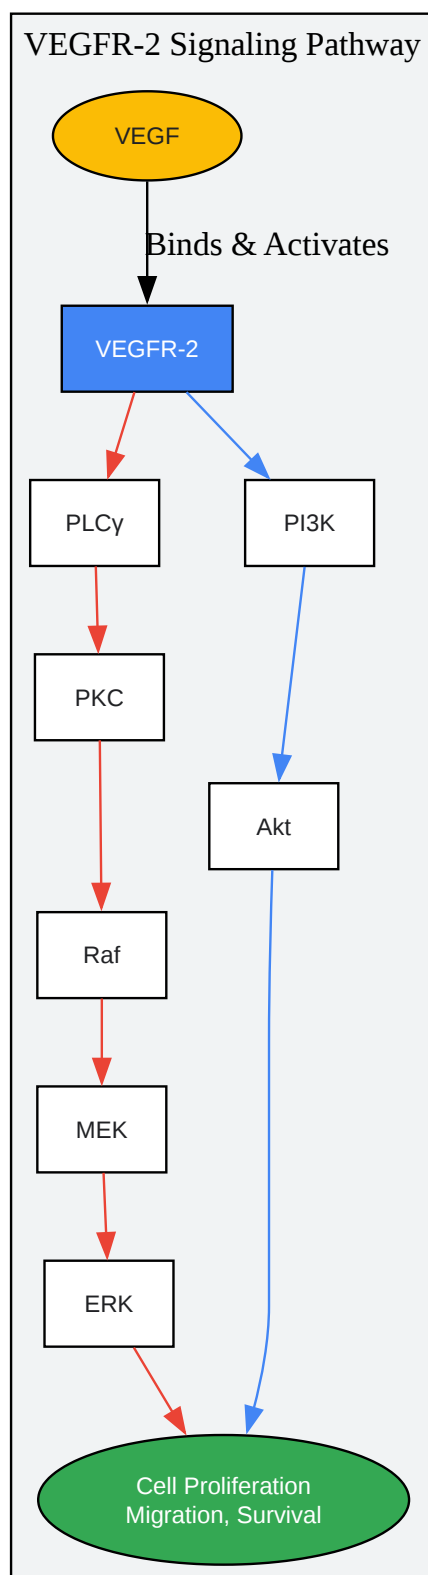 VEGFR-2 Signaling Pathway
VEGF
Binds & Activates
VEGFR-2
PLCγ
PI3K
PKC
Akt
Raf
MEK
ERK
Cell Proliferation
Migration, Survival